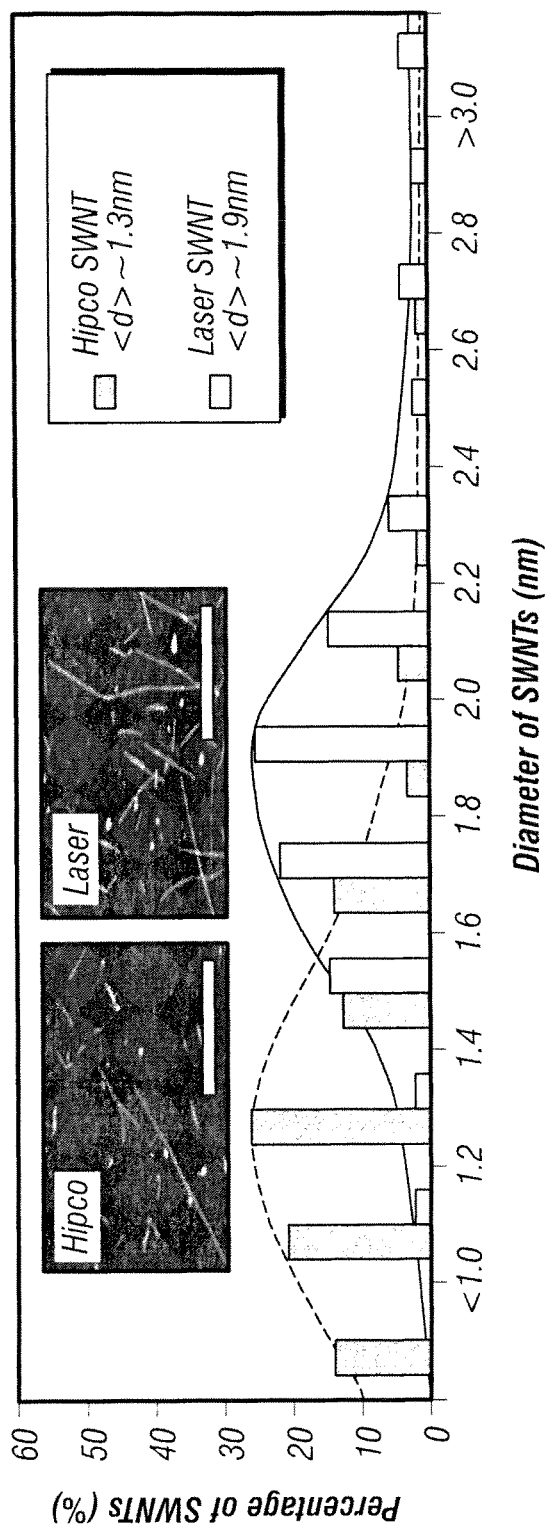 Percentage of SWNTs (%)
60
50
40
30
20
10
0
Hipco
Laser
Hipco SWNT
<d> ~1.3nm
Laser SWNT
<d> ~1.9nm
<1.0
1.2
1.4
1.6
1.8
2.0
2.2
2.4
2.6
2.8
>3.0
Diameter of SWNTs (nm)